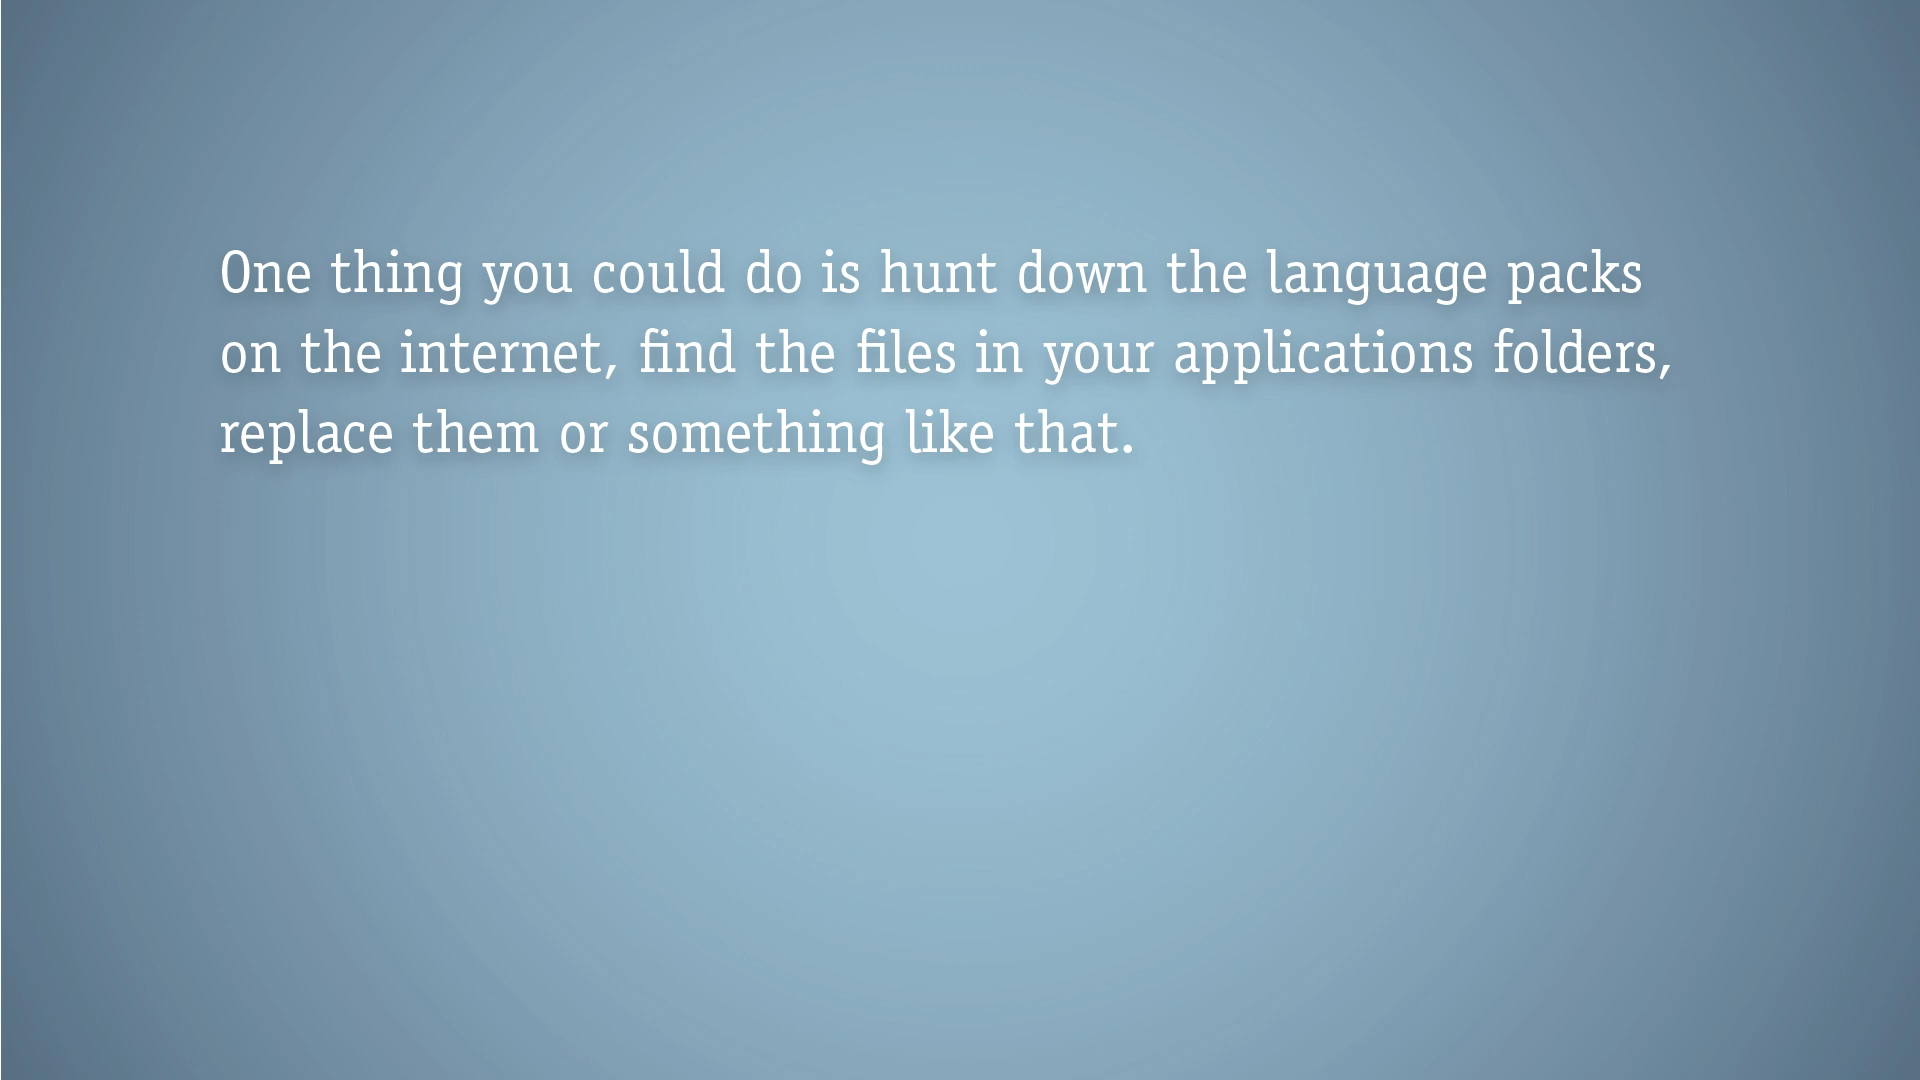 One thing you could do is hunt down the language packs
on the internet, find the files in your applications folders,
replace them or something like that.